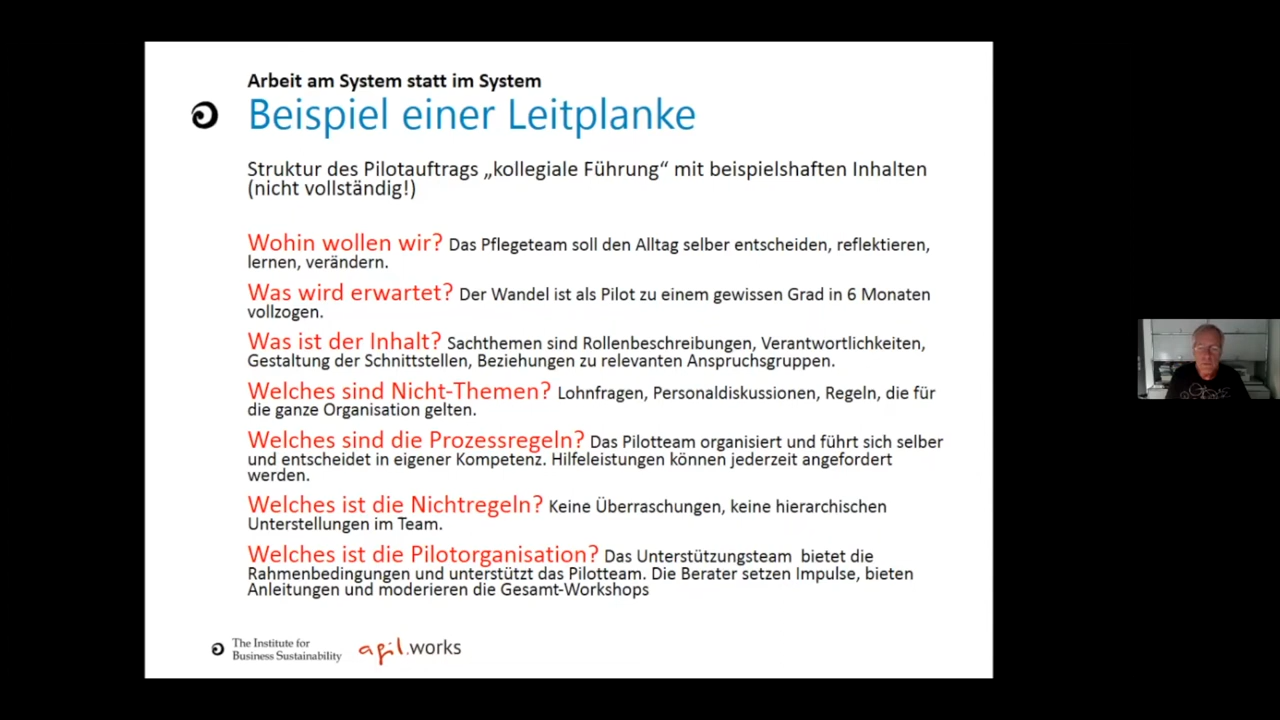 Arbeit am System statt im System
Beispiel einer Leitplanke
Struktur des Pilotauftrags „kollegiale Führung“ mit beispielshaften Inhalten
(nicht vollständig!)
Wohin wollen wir? Das Pflegeteam soll den Alltag selber entscheiden, reflektieren,
lernen, verändern.
Was wird erwartet? Der Wandel ist als Pilot zu einem gewissen Grad in 6 Monaten
vollzogen.
Was ist der Inhalt? Sachthemen sind Rollenbeschreibungen, Verantwortlichkeiten,
Gestaltung der Schnittstellen, Beziehungen zu relevanten Anspruchsgruppen.
Welches sind Nicht-Themen? Lohnfragen, Personaldiskussionen, Regeln, die für
die ganze Organisation gelten.
Welches sind die Prozessregeln? Das Pilotteam organisiert und führt sich selber
und entscheidet in eigener Kompetenz. Hilfeleistungen können jederzeit angefordert
werden.
Welches ist die Nichtregeln? Keine Überraschungen, keine hierarchischen
Unterstellungen im Team.
Welches ist die Pilotorganisation? Das Unterstützungsteam bietet die
Rahmenbedingungen und unterstützt das Pilotteam. Die Berater setzen Impulse, bieten
Anleitungen und moderieren die Gesamt-Workshops
The Institute for
Business Sustainability
agil.works